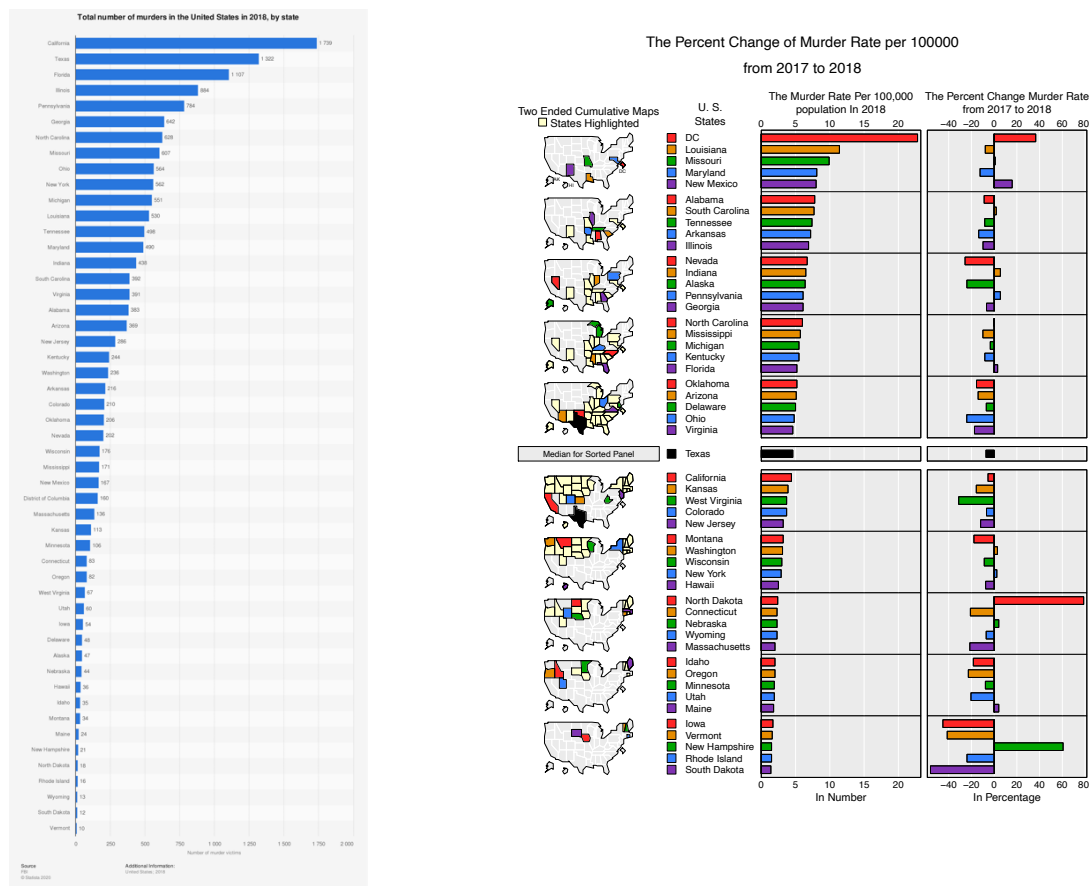 Total number of murders in the United States in 2018, by state
California 1 739
Texas 1 322
Florida 1 107
Illinois 884
Pennsylvania 784
Georgia 642
North Carolina 628
Missouri 607
Ohio 564
New York 562
Michigan 551
Louisiana 530
Tennessee 498
Maryland 490
Indiana 438
South Carolina 392
Virginia 391
Alabama 383
Arizona 369
New Jersey 286
Kentucky 244
Washington 236
Arkansas 216
Colorado 210
Oklahoma 206
Nevada 202
Wisconsin 176
Mississippi 171
New Mexico 167
District of Columbia 160
Massachusetts 136
Kansas 113
Minnesota 106
Connecticut 83
Oregon 82
West Virginia 67
Utah 60
Iowa 54
Delaware 48
Alaska 47
Nebraska 44
Hawaii 36
Idaho 35
Montana 34
Maine 24
New Hampshire 21
North Dakota 18
Rhode Island 16
Wyoming 13
South Dakota 12
Vermont 10
0 250 500 750 1 000 1 250 1 500 1 750 2 000
Number of murder victims
Source
FBI
© Statista 2020
Additional Information:
United States; 2018
The Percent Change of Murder Rate per 100000
from 2017 to 2018
Two Ended Cumulative Maps
States Highlighted
U. S.
States
The Murder Rate Per 100,000
population In 2018
The Percent Change Murder Rate
from 2017 to 2018
0 5 10 15 20
−40 −20 0 20 40 60 80
AK HI DC
DC
Louisiana
Missouri
Maryland
New Mexico
Alabama
South Carolina
Tennessee
Arkansas
Illinois
Nevada
Indiana
Alaska
Pennsylvania
Georgia
North Carolina
Mississippi
Michigan
Kentucky
Florida
Oklahoma
Arizona
Delaware
Ohio
Virginia
Median for Sorted Panel
Texas
California
Kansas
West Virginia
Colorado
New Jersey
Montana
Washington
Wisconsin
New York
Hawaii
North Dakota
Connecticut
Nebraska
Wyoming
Massachusetts
Idaho
Oregon
Minnesota
Utah
Maine
Iowa
Vermont
New Hampshire
Rhode Island
South Dakota
0 5 10 15 20
In Number
−40 −20 0 20 40 60 80
In Percentage